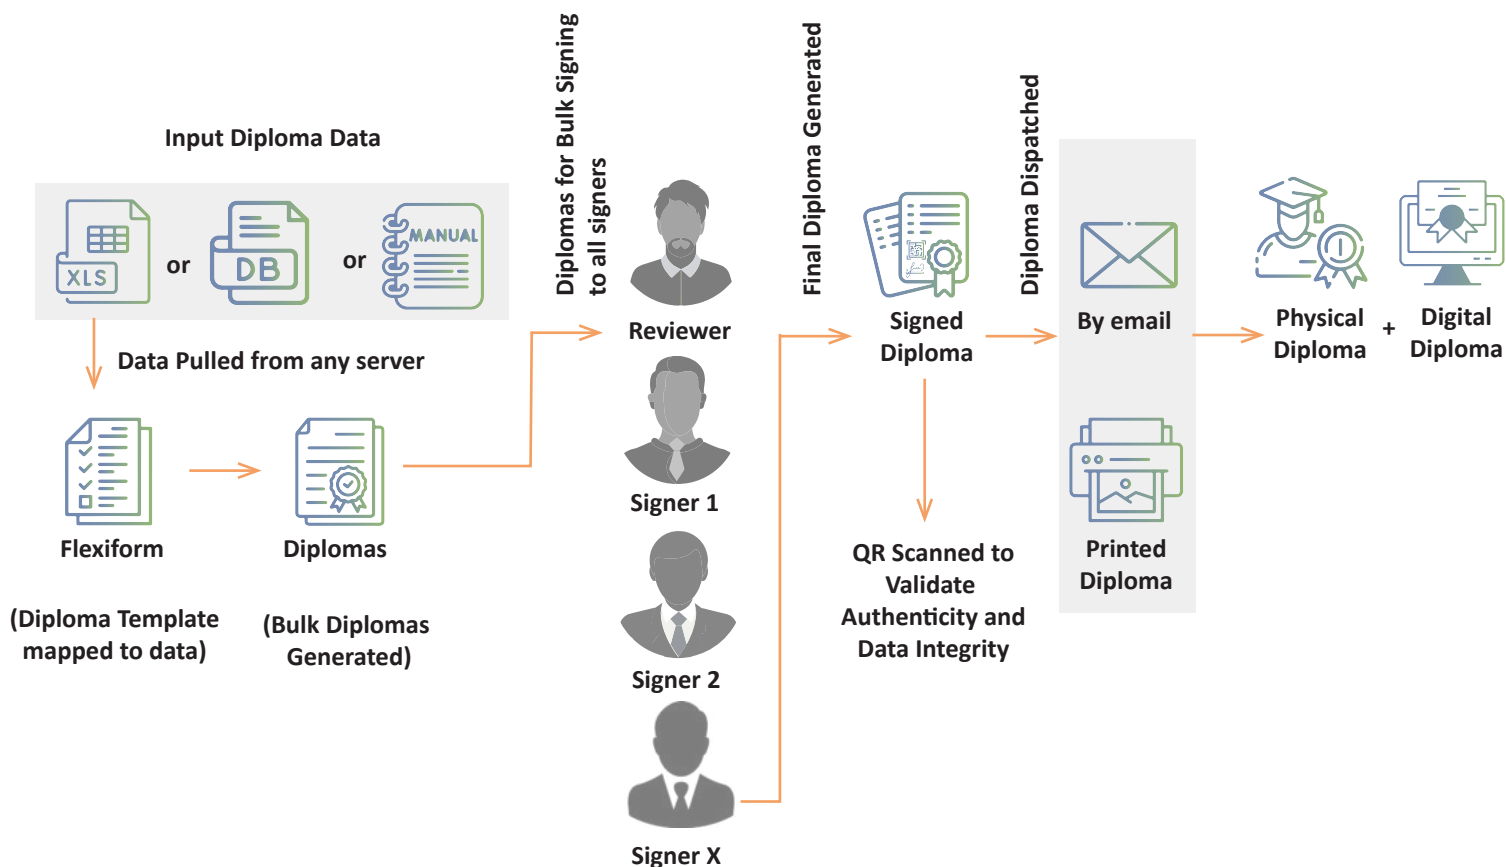 Input Diploma Data
XLS
or
DB
or
MANUAL
Data Pulled from any server
Flexiform
(Diploma Template
mapped to data)
Diplomas
(Bulk Diplomas
Generated)
Diplomas for Bulk Signing
to all signers
Reviewer
Signer 1
Signer 2
Signer X
Final Diploma Generated
Signed
Diploma
QR Scanned to
Validate
Authenticity and
Data Integrity
Diploma Dispatched
By email
Printed
Diploma
Physical
Diploma
+
Digital
Diploma